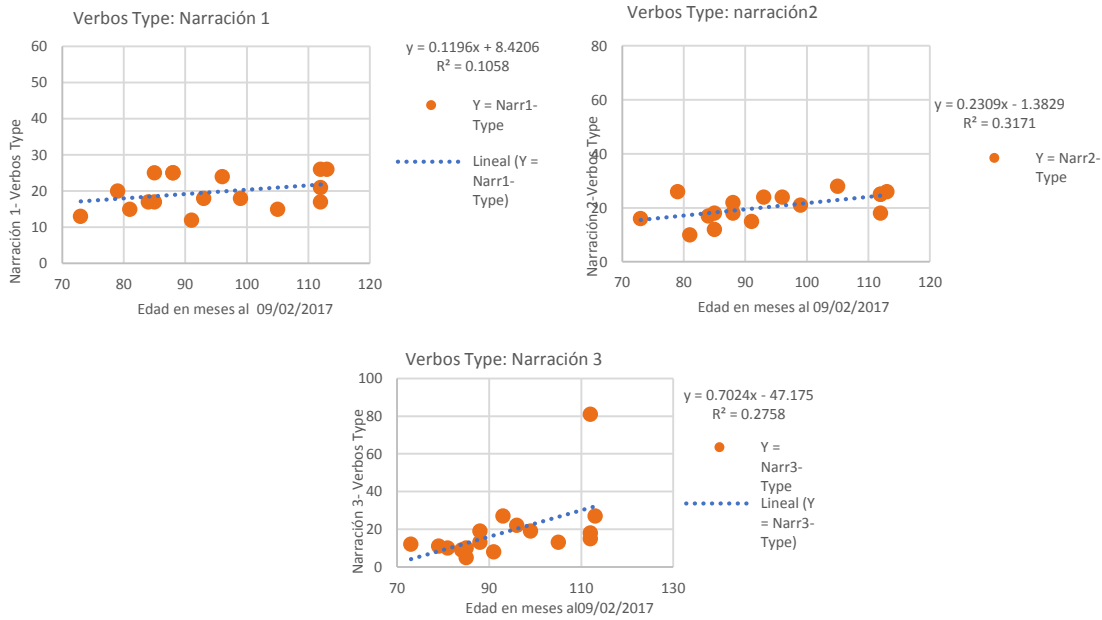 Verbos Type: Narración 1
y = 0.1196x + 8.4206
R² = 0.1058
Y = Narr1-
Type
Lineal (Y =
Narr1-
Type)
Narración 1- Verbos Type
60
50
40
30
20
10
0
70 80 90 100 110 120
Edad en meses al 09/02/2017
Verbos Type: narración2
y = 0.2309x - 1.3829
R² = 0.3171
Y = Narr2-
Type
Narración 2-Verbos Type
80
60
40
20
0
70 80 90 100 110 120
Edad en meses al 09/02/2017
Verbos Type: Narración 3
y = 0.7024x - 47.175
R² = 0.2758
Y =
Narr3-
Type
Lineal (Y
= Narr3-
Type)
Narración 3- Verbos Type
100
80
60
40
20
0
70 90 110 130
Edad en meses al09/02/2017